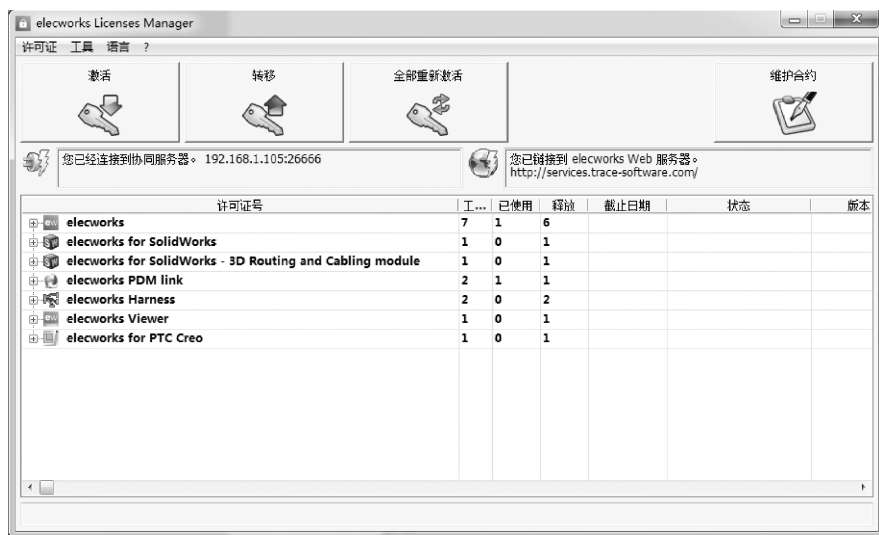 elecworks Licenses Manager
许可证 工具 语言 ?
激活 转移 全部重新激活 维护合约
您已经连接到协同服务器。 192.168.1.105:26666
您已链接到 elecworks Web 服务器。
http://services.trace-software.com/
许可证号 工... 已使用 释放 截止日期 状态 版本
elecworks 7 1 6
elecworks for SolidWorks 1 0 1
elecworks for SolidWorks - 3D Routing and Cabling module 1 0 1
elecworks PDM link 2 1 1
elecworks Harness 2 0 2
elecworks Viewer 1 0 1
elecworks for PTC Creo 1 0 1